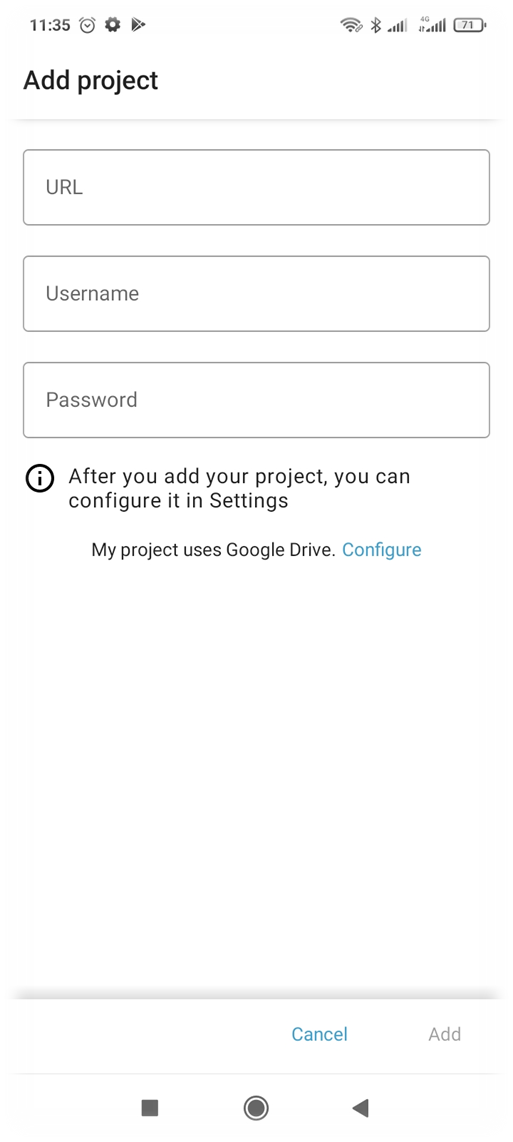 11:35
4G
71
Add project
URL
Username
Password
After you add your project, you can
configure it in Settings
My project uses Google Drive. Configure
Cancel
Add